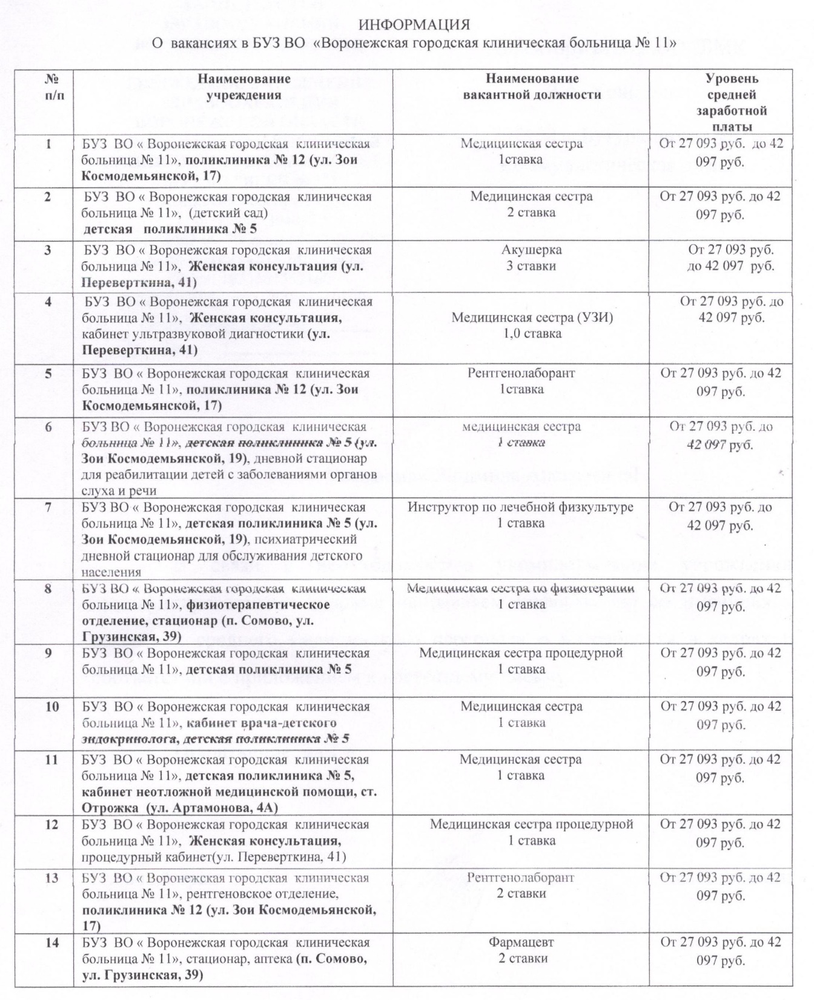 ИНФОРМАЦИЯ
О вакансиях в БУЗ ВО «Воронежская городская клиническая больница № 11»
№
п/п
Наименование
учреждения
Наименование
вакантной должности
Уровень
средней
заработной
платы
1
БУЗ ВО « Воронежская городская клиническая
больница № 11», поликлиника № 12 (ул. Зои
Космодемьянской, 17)
Медицинская сестра
1ставка
От 27 093 руб. до 42
097 руб.
2
БУЗ ВО « Воронежская городская клиническая
больница № 11», (детский сад)
детская поликлиника № 5
Медицинская сестра
2 ставка
От 27 093 руб. до 42
097 руб.
3
БУЗ ВО « Воронежская городская клиническая
больница № 11», Женская консультация (ул.
Переверткина, 41)
Акушерка
3 ставки
От 27 093 руб.
до 42 097 руб.
4
БУЗ ВО « Воронежская городская клиническая
больница № 11», Женская консультация,
кабинет ультразвуковой диагностики (ул.
Переверткина, 41)
Медицинская сестра (УЗИ)
1,0 ставка
От 27 093 руб. до
42 097 руб.
5
БУЗ ВО « Воронежская городская клиническая
больница № 11», поликлиника № 12 (ул. Зои
Космодемьянской, 17)
Рентгенолаборант
1ставка
От 27 093 руб. до 42
097 руб.
6
БУЗ ВО « Воронежская городская клиническая
больница № 11», детская поликлиника № 5 (ул.
Зои Космодемьянской, 19), дневной стационар
для реабилитации детей с заболеваниями органов
слуха и речи
медицинская сестра
1 ставка
От 27 093 руб. до
42 097 руб.
7
БУЗ ВО « Воронежская городская клиническая
больница № 11», детская поликлиника № 5 (ул.
Зои Космодемьянской, 19), психиатрический
дневной стационар для обслуживания детского
населения
Инструктор по лечебной физкультуре
1 ставка
От 27 093 руб. до
42 097 руб.
8
БУЗ ВО « Воронежская городская клиническая
больница № 11», физиотерапевтическое
отделение, стационар (п. Сомово, ул.
Грузинская, 39)
Медицинская сестра по физиотерапии
1 ставка
От 27 093 руб. до 42
097 руб.
9
БУЗ ВО « Воронежская городская клиническая
больница № 11», детская поликлиника № 5
Медицинская сестра процедурной
1 ставка
От 27 093 руб. до 42
097 руб.
10
БУЗ ВО « Воронежская городская клиническая
больница № 11», кабинет врача-детского
эндокринолога, детская поликлиника № 5
Медицинская сестра
1 ставка
От 27 093 руб. до 42
097 руб.
11
БУЗ ВО « Воронежская городская клиническая
больница № 11», детская поликлиника № 5,
кабинет неотложной медицинской помощи, ст.
Отрожка (ул. Артамонова, 4А)
Медицинская сестра
1 ставка
От 27 093 руб. до 42
097 руб.
12
БУЗ ВО « Воронежская городская клиническая
больница № 11», Женская консультация,
процедурный кабинет(ул. Переверткина, 41)
Медицинская сестра процедурной
1 ставка
От 27 093 руб. до 42
097 руб.
13
БУЗ ВО « Воронежская городская клиническая
больница № 11», рентгеновское отделение,
поликлиника № 12 (ул. Зои Космодемьянской,
17)
Рентгенолаборант
2 ставки
От 27 093 руб. до 42
097 руб.
14
БУЗ ВО « Воронежская городская клиническая
больница № 11», стационар, аптека (п. Сомово,
ул. Грузинская, 39)
Фармацевт
2 ставки
От 27 093 руб. до 42
097 руб.